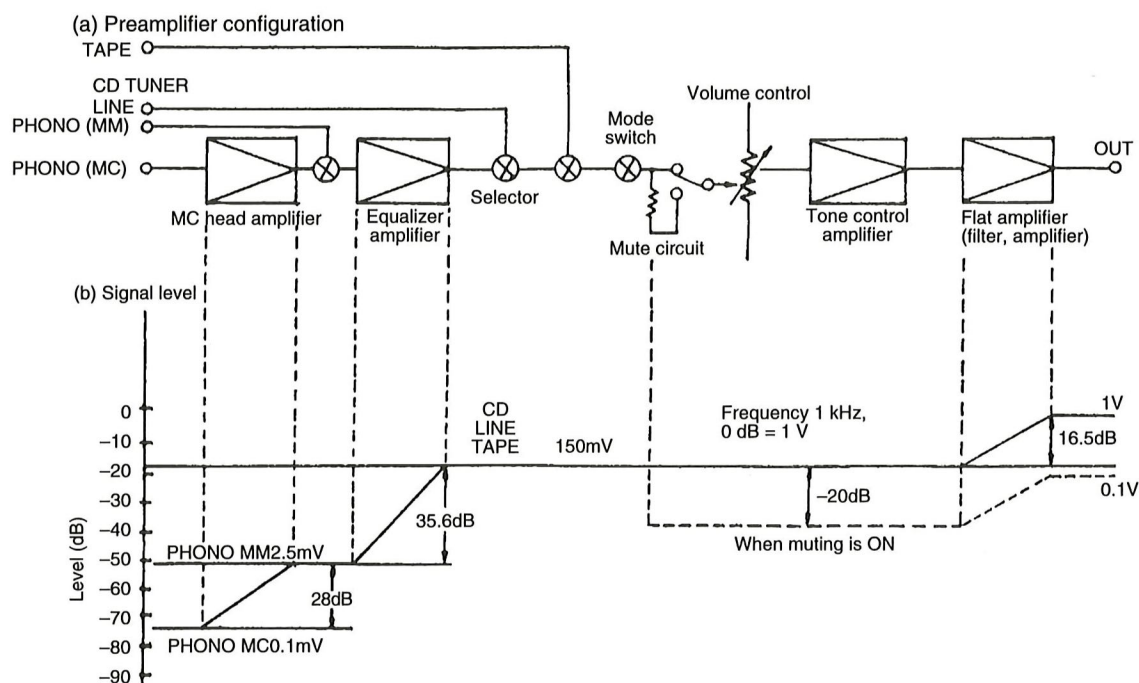 (a) Preamplifier configuration
TAPE
CD TUNER
LINE
PHONO (MM)
PHONO (MC)
MC head amplifier
Equalizer
amplifier
Selector
Mode
switch
Mute circuit
Volume control
Tone control
amplifier
Flat amplifier
(filter, amplifier)
OUT
(b) Signal level
Level (dB)
0
−10
−20
−30
−40
−50
−60
−70
−80
−90
CD
LINE
TAPE
150mV
Frequency 1 kHz,
0 dB = 1 V
1V
16.5dB
0.1V
−20dB
When muting is ON
35.6dB
PHONO MM2.5mV
28dB
PHONO MC0.1mV